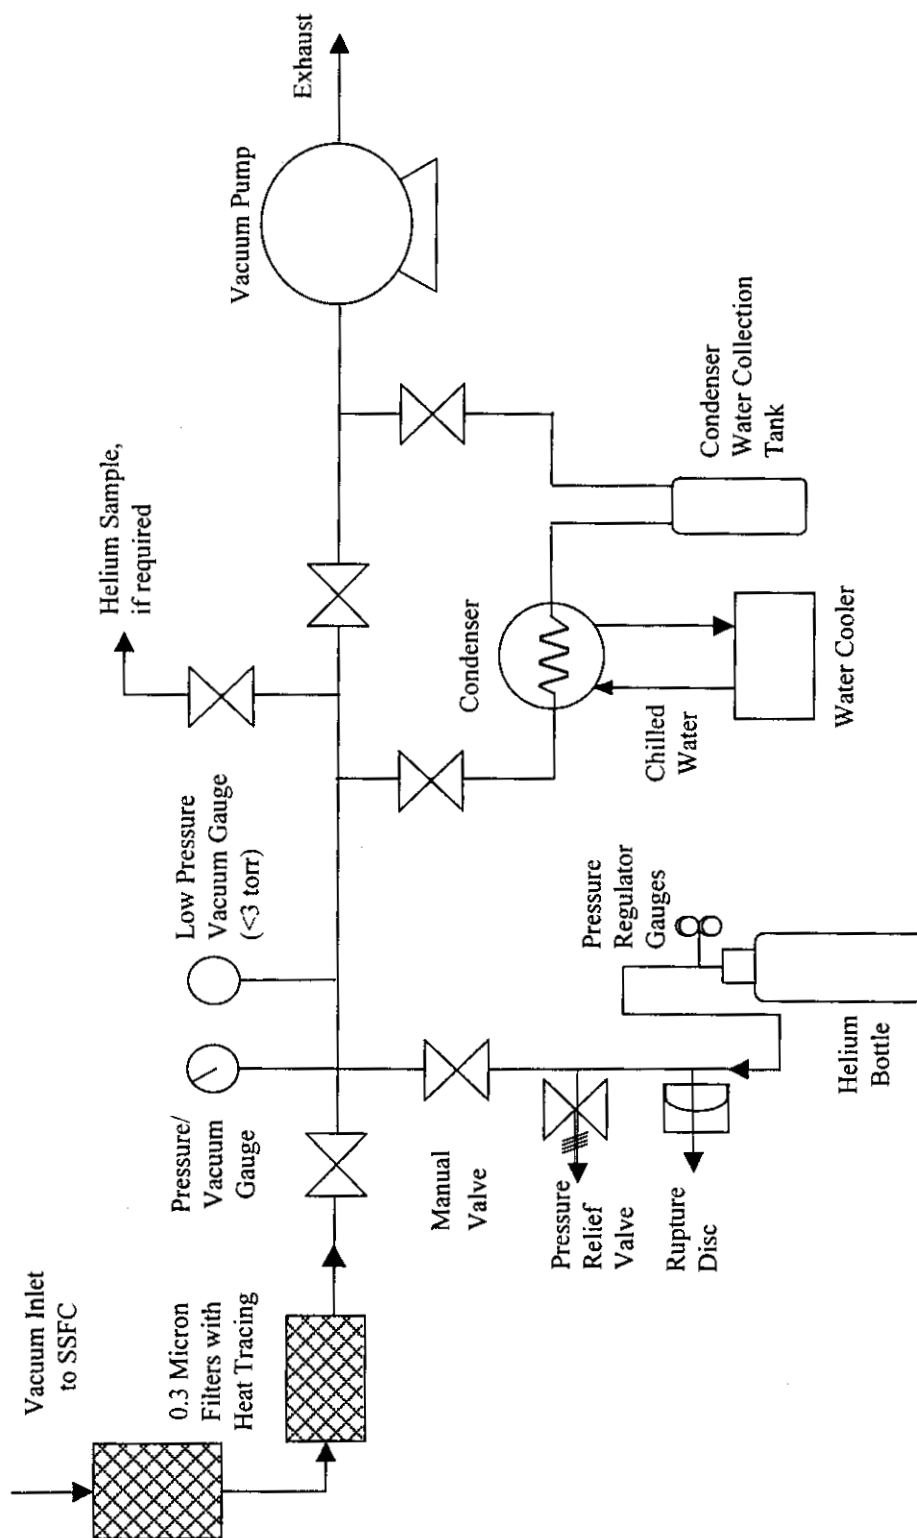 Vacuum Inlet
to SSFC
0.3 Micron
Filters with
Heat Tracing
Pressure/
Vacuum
Gauge
Low Pressure
Vacuum Gauge
(<3 torr)
Helium Sample,
if required
Vacuum Pump
Exhaust
Manual
Valve
Pressure
Relief
Valve
Rupture
Disc
Pressure
Regulator
Gauges
Helium
Bottle
Condenser
Chilled
Water
Water Cooler
Condenser
Water Collection
Tank